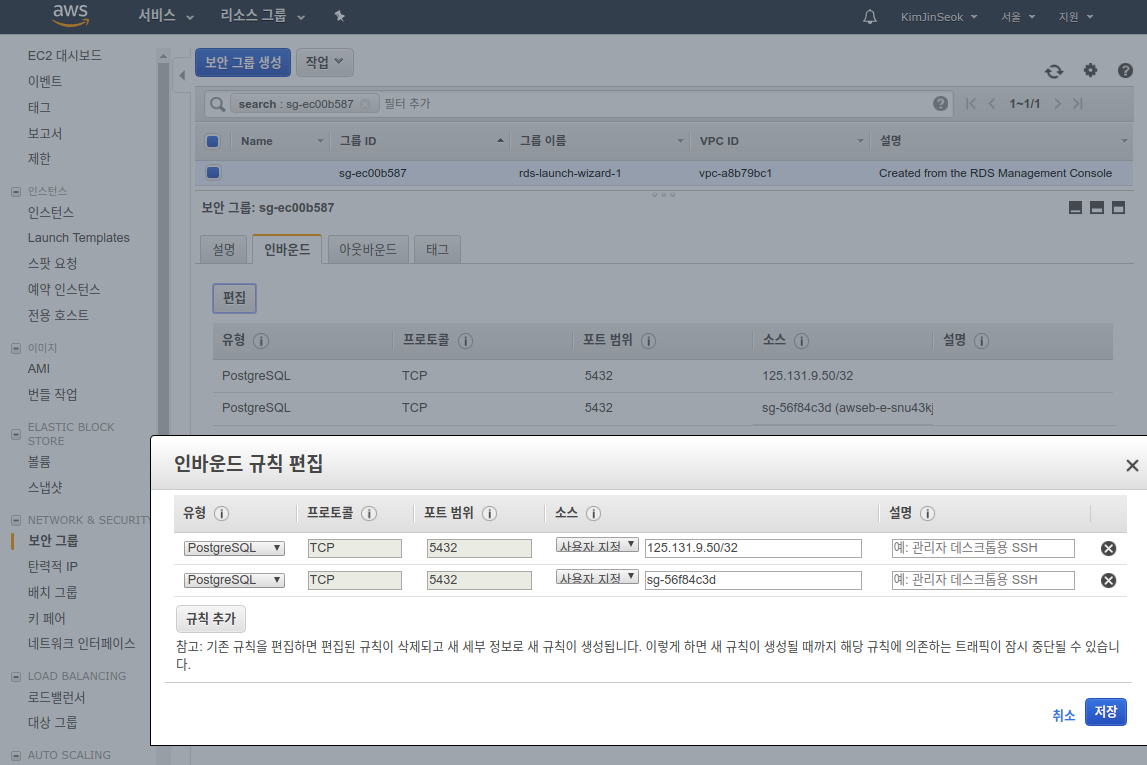 aws 서비스 리소스 그룹 KimJinSeok 서울 지원
EC2 대시보드
이벤트
태그
보고서
제한
인스턴스
인스턴스
Launch Templates
스팟 요청
예약 인스턴스
전용 호스트
이미지
AMI
번들 작업
ELASTIC BLOCK
STORE
볼륨
스냅샷
NETWORK & SECURITY
보안 그룹
탄력적 IP
배치 그룹
키 페어
네트워크 인터페이스
LOAD BALANCING
로드밸런서
대상 그룹
AUTO SCALING
보안 그룹 생성 작업
search : sg-ec00b587 필터 추가 1~1/1
Name 그룹 ID 그룹 이름 VPC ID 설명
sg-ec00b587 rds-launch-wizard-1 vpc-a8b79bc1 Created from the RDS Management Console
보안 그룹: sg-ec00b587
설명 인바운드 아웃바운드 태그
편집
유형 프로토콜 포트 범위 소스 설명
PostgreSQL TCP 5432 125.131.9.50/32
PostgreSQL TCP 5432 sg-56f84c3d (awseb-e-snu43kj
인바운드 규칙 편집
유형 프로토콜 포트 범위 소스 설명
PostgreSQL TCP 5432 사용자 지정 125.131.9.50/32 예: 관리자 데스크톱용 SSH
PostgreSQL TCP 5432 사용자 지정 sg-56f84c3d 예: 관리자 데스크톱용 SSH
규칙 추가
참고: 기존 규칙을 편집하면 편집된 규칙이 삭제되고 새 세부 정보로 새 규칙이 생성됩니다. 이렇게 하면 새 규칙이 생성될 때까지 해당 규칙에 의존하는 트래픽이 잠시 중단될 수 있습니
다.
취소 저장